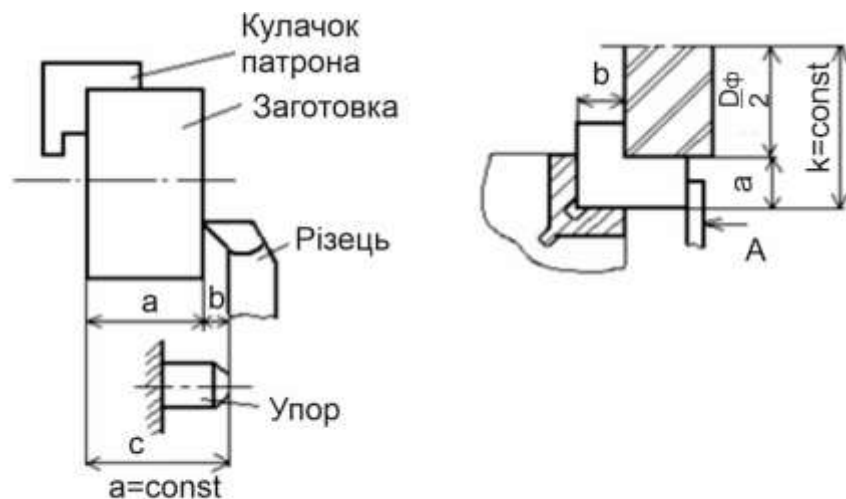 Кулачок
патрона
Заготовка
Різець
a
b
Упор
c
a=const
b
Dф
2
a
k=const
A